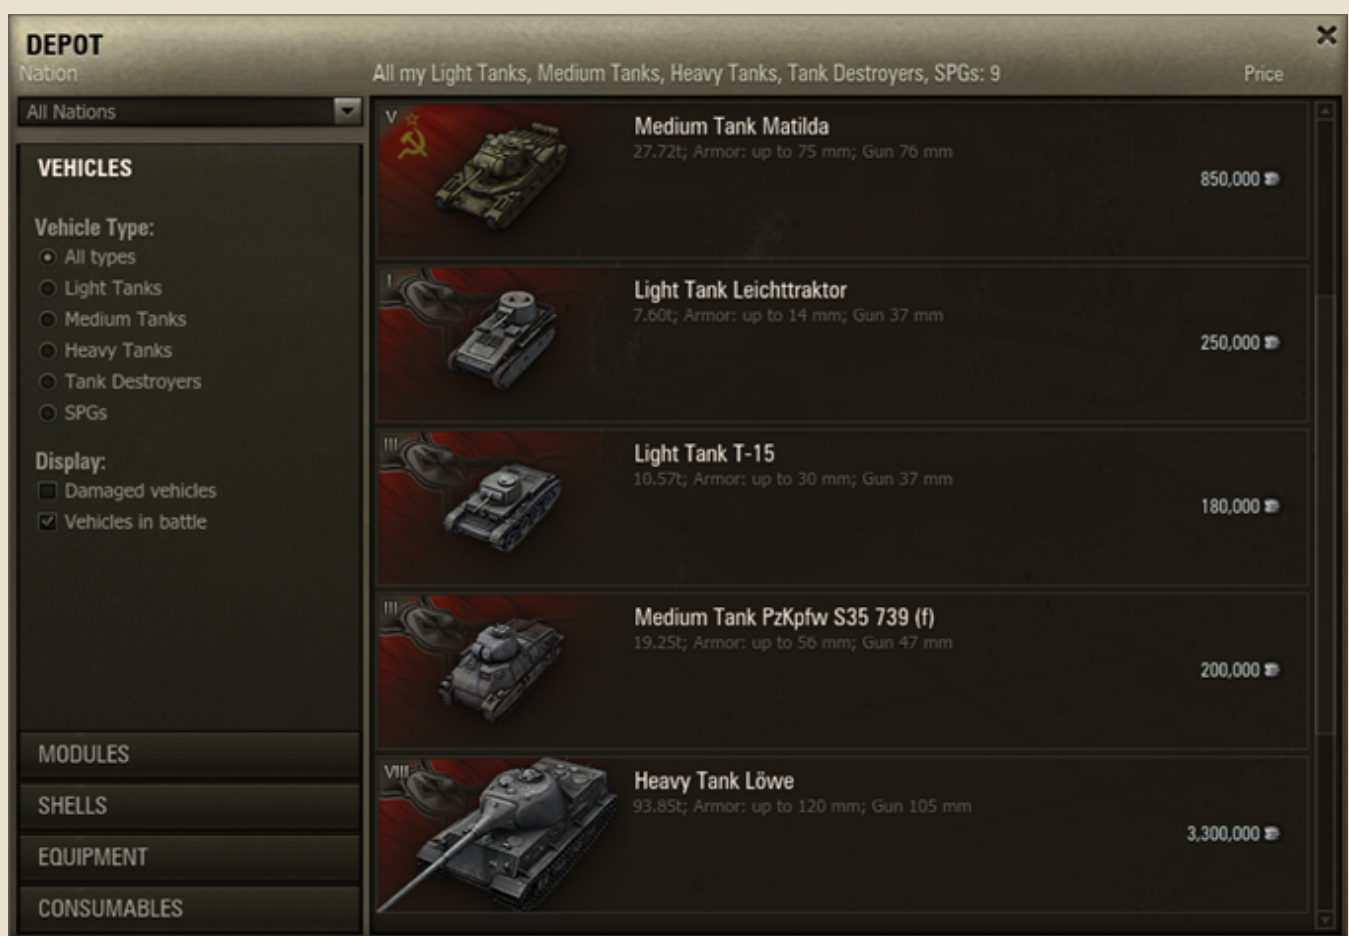 DEPOT
Nation
All my Light Tanks, Medium Tanks, Heavy Tanks, Tank Destroyers, SPGs: 9
Price
All Nations
VEHICLES
Vehicle Type:
All types
Light Tanks
Medium Tanks
Heavy Tanks
Tank Destroyers
SPGs
Display:
Damaged vehicles
Vehicles in battle
MODULES
SHELLS
EQUIPMENT
CONSUMABLES
V
Medium Tank Matilda
27.72t; Armor: up to 75 mm; Gun 76 mm
850,000
I
Light Tank Leichttraktor
7.60t; Armor: up to 14 mm; Gun 37 mm
250,000
III
Light Tank T-15
10.57t; Armor: up to 30 mm; Gun 37 mm
180,000
III
Medium Tank PzKpfw S35 739 (f)
19.25t; Armor: up to 56 mm; Gun 47 mm
200,000
VIII
Heavy Tank Löwe
93.85t; Armor: up to 120 mm; Gun 105 mm
3,300,000